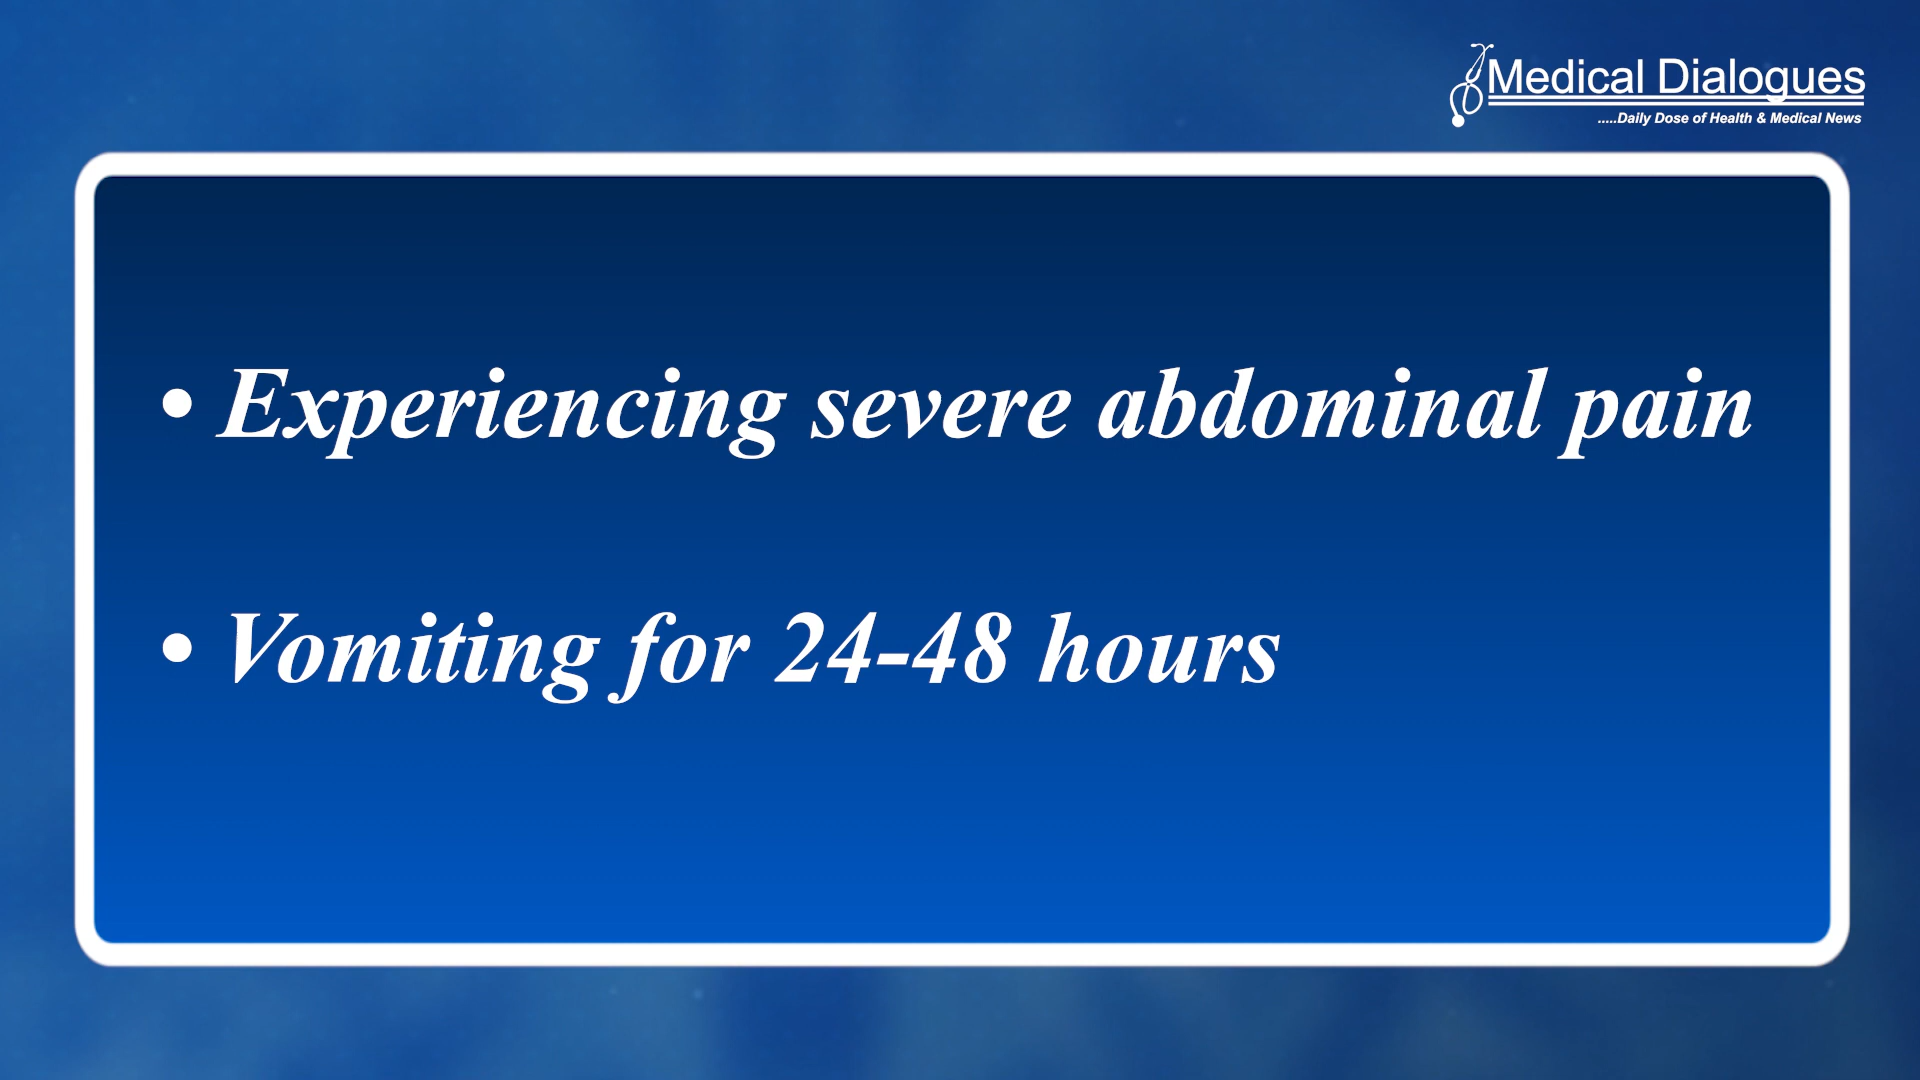 Medical Dialogues
.....Daily Dose of Health & Medical News
• Experiencing severe abdominal pain
• Vomiting for 24-48 hours